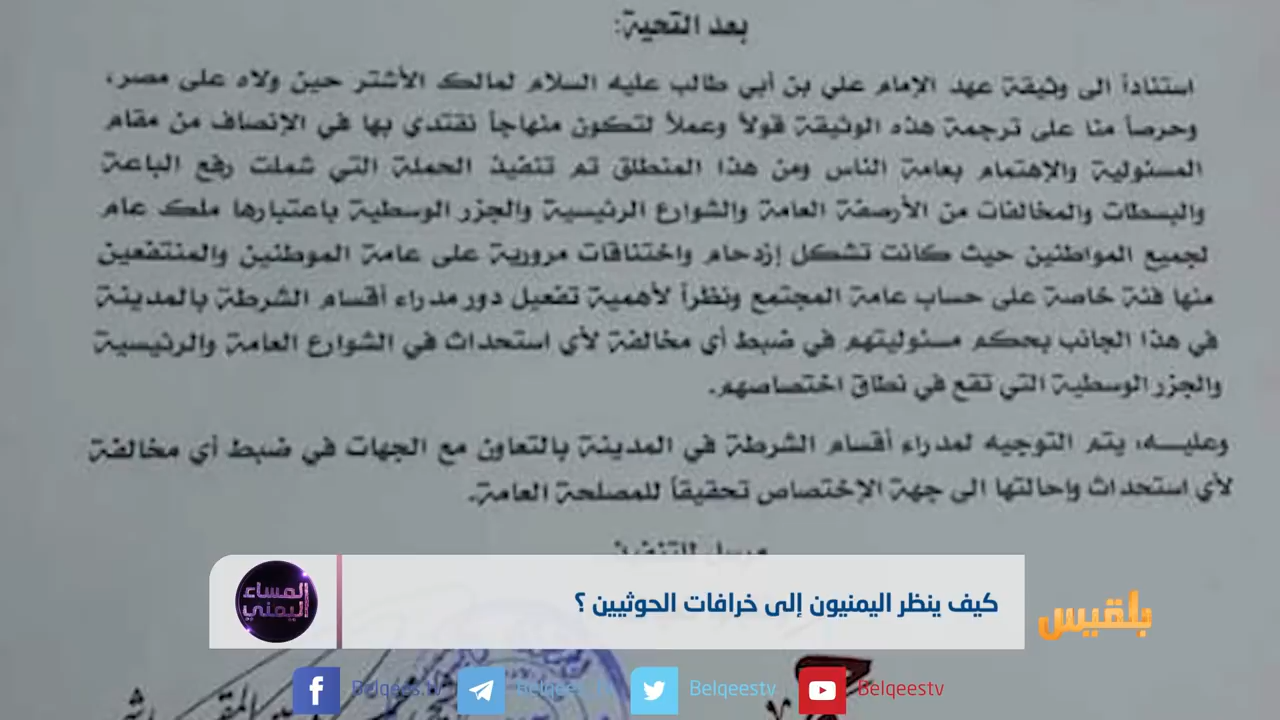 بعد التحية:
استناداً الى وثيقة عهد الإمام علي بن أبي طالب عليه السلام لمالك الأشتر حين ولاه على مصر،
وحرصاً منا على ترجمة هذه الوثيقة قولاً وعملاً لتكون منهاجاً نقتدي بها في الإنصاف من مقام
المسئولية والإهتمام بعامة الناس ومن هذا المنطلق تم تنفيذ الحملة التي شملت رفع الباعة
والبسطات والمخالفات من الأرصفة العامة والشوارع الرئيسية والجزر الوسطية باعتبارها ملك عام
لجميع المواطنين حيث كانت تشكل إزدحام واختناقات مرورية على عامة الموطنين والمنتفعين
منها فئة خاصة على حساب عامة المجتمع ونظراً لأهمية تفعيل دور مدراء أقسام الشرطة بالمدينة
في هذا الجانب بحكم مسئوليتهم في ضبط أي مخالفة لأي استحداث في الشوارع العامة والرئيسية
والجزر الوسطية التي تقع في نطاق اختصاصهم.
وعليـــه، يتم التوجيه لمدراء أقسام الشرطة في المدينة بالتعاون مع الجهات في ضبط أي مخالفة
لأي استحداث واحالتها الى جهة الإختصاص تحقيقاً للمصلحة العامة.
المساء
اليمني
كيف ينظر اليمنيون إلى خرافات الحوثيين ؟
بلقيس
Belqees.tv
Belqees.tv
Belqeestv
Belqeestv